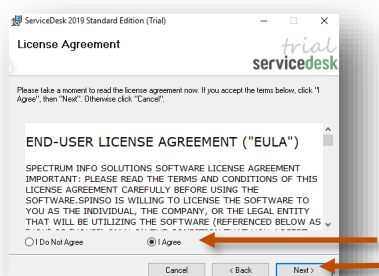 ServiceDesk 2019 Standard Edition (Trial)
License Agreement
trial
servicedesk
Please take a moment to read the license agreement now. If you accept the terms below, click "I
Agree", then "Next". Otherwise click "Cancel".
END-USER LICENSE AGREEMENT ("EULA")
SPECTRUM INFO SOLUTIONS SOFTWARE LICENSE AGREEMENT
IMPORTANT: PLEASE READ THE TERMS AND CONDITIONS OF THIS
LICENSE AGREEMENT CAREFULLY BEFORE USING THE
SOFTWARE.SPINSO IS WILLING TO LICENSE THE SOFTWARE TO
YOU AS THE INDIVIDUAL, THE COMPANY, OR THE LEGAL ENTITY
THAT WILL BE UTILIZING THE SOFTWARE (REFERENCED BELOW AS
I Do Not Agree
I Agree
Cancel
< Back
Next >